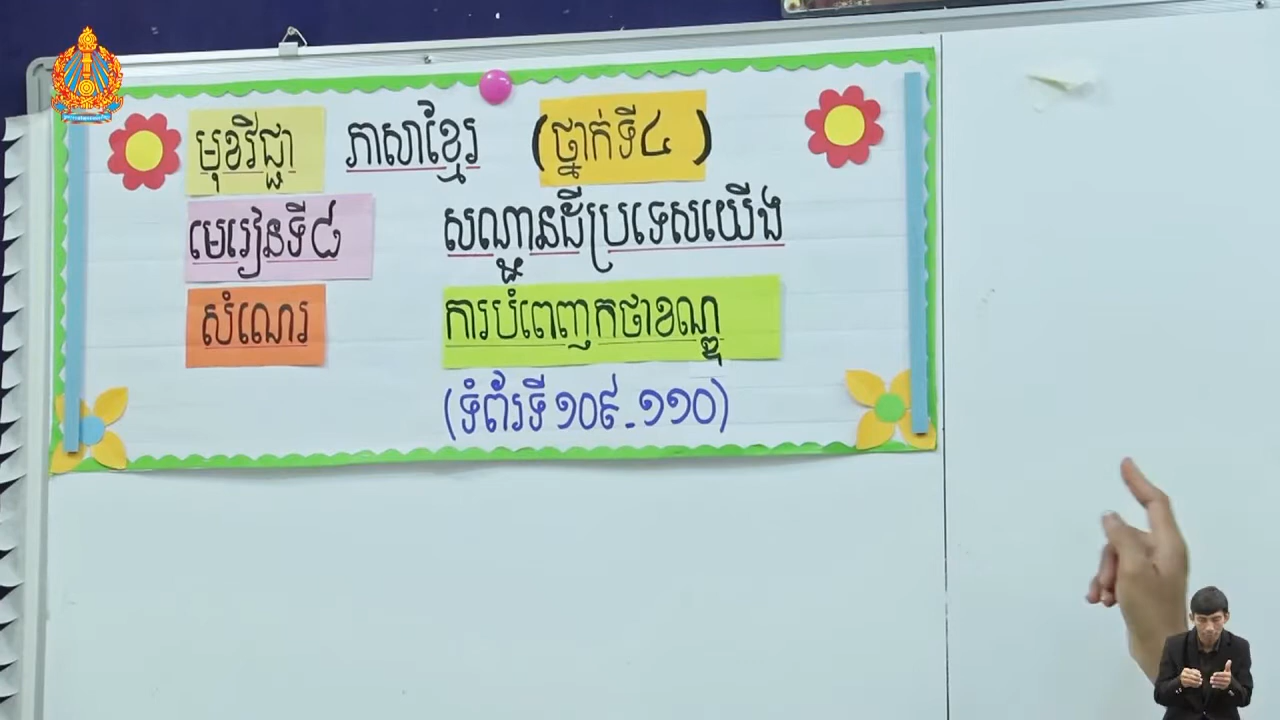 មុខវិជ្ជា ភាសាខ្មែរ (ថ្នាក់ទី៤ )
មេរៀនទី៨ សណ្ឋានដីប្រទេសយើង
សំណេរ ការបំពេញកថាខណ្ឌ
(ទំព័រទី ១០៩-១១០)